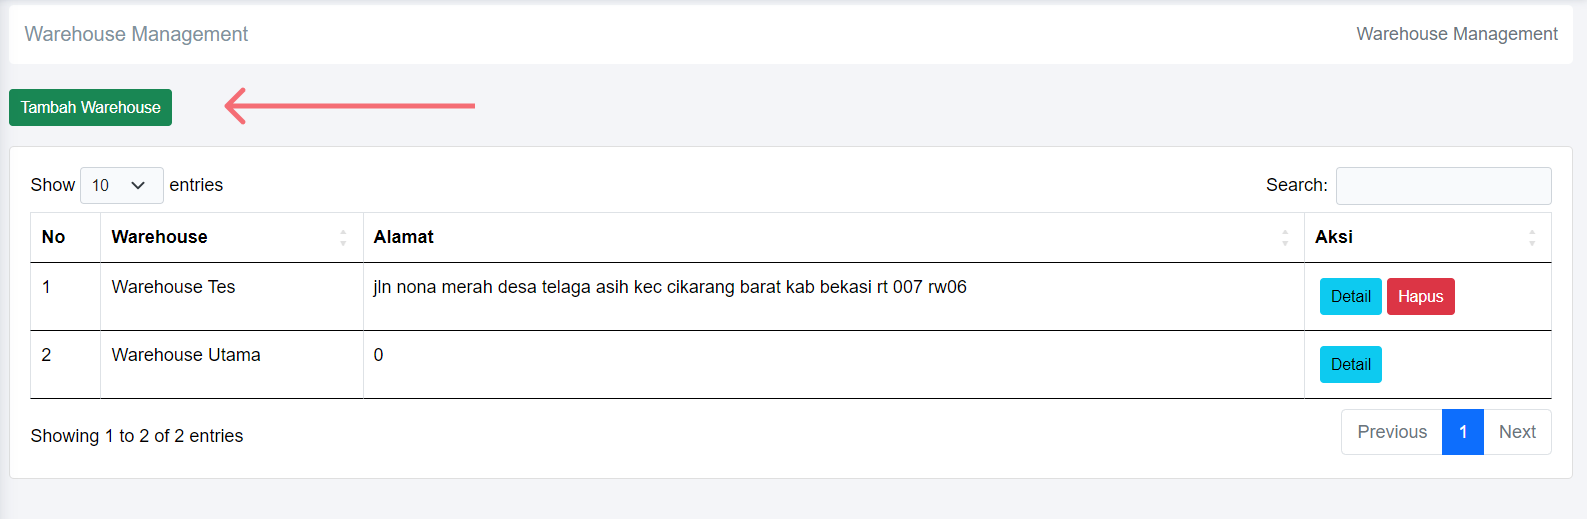 Warehouse Management Warehouse Management
Tambah Warehouse
Show 10 entries Search:
No Warehouse Alamat Aksi
1 Warehouse Tes jln nona merah desa telaga asih kec cikarang barat kab bekasi rt 007 rw06 Detail Hapus
2 Warehouse Utama 0 Detail
Showing 1 to 2 of 2 entries Previous 1 Next